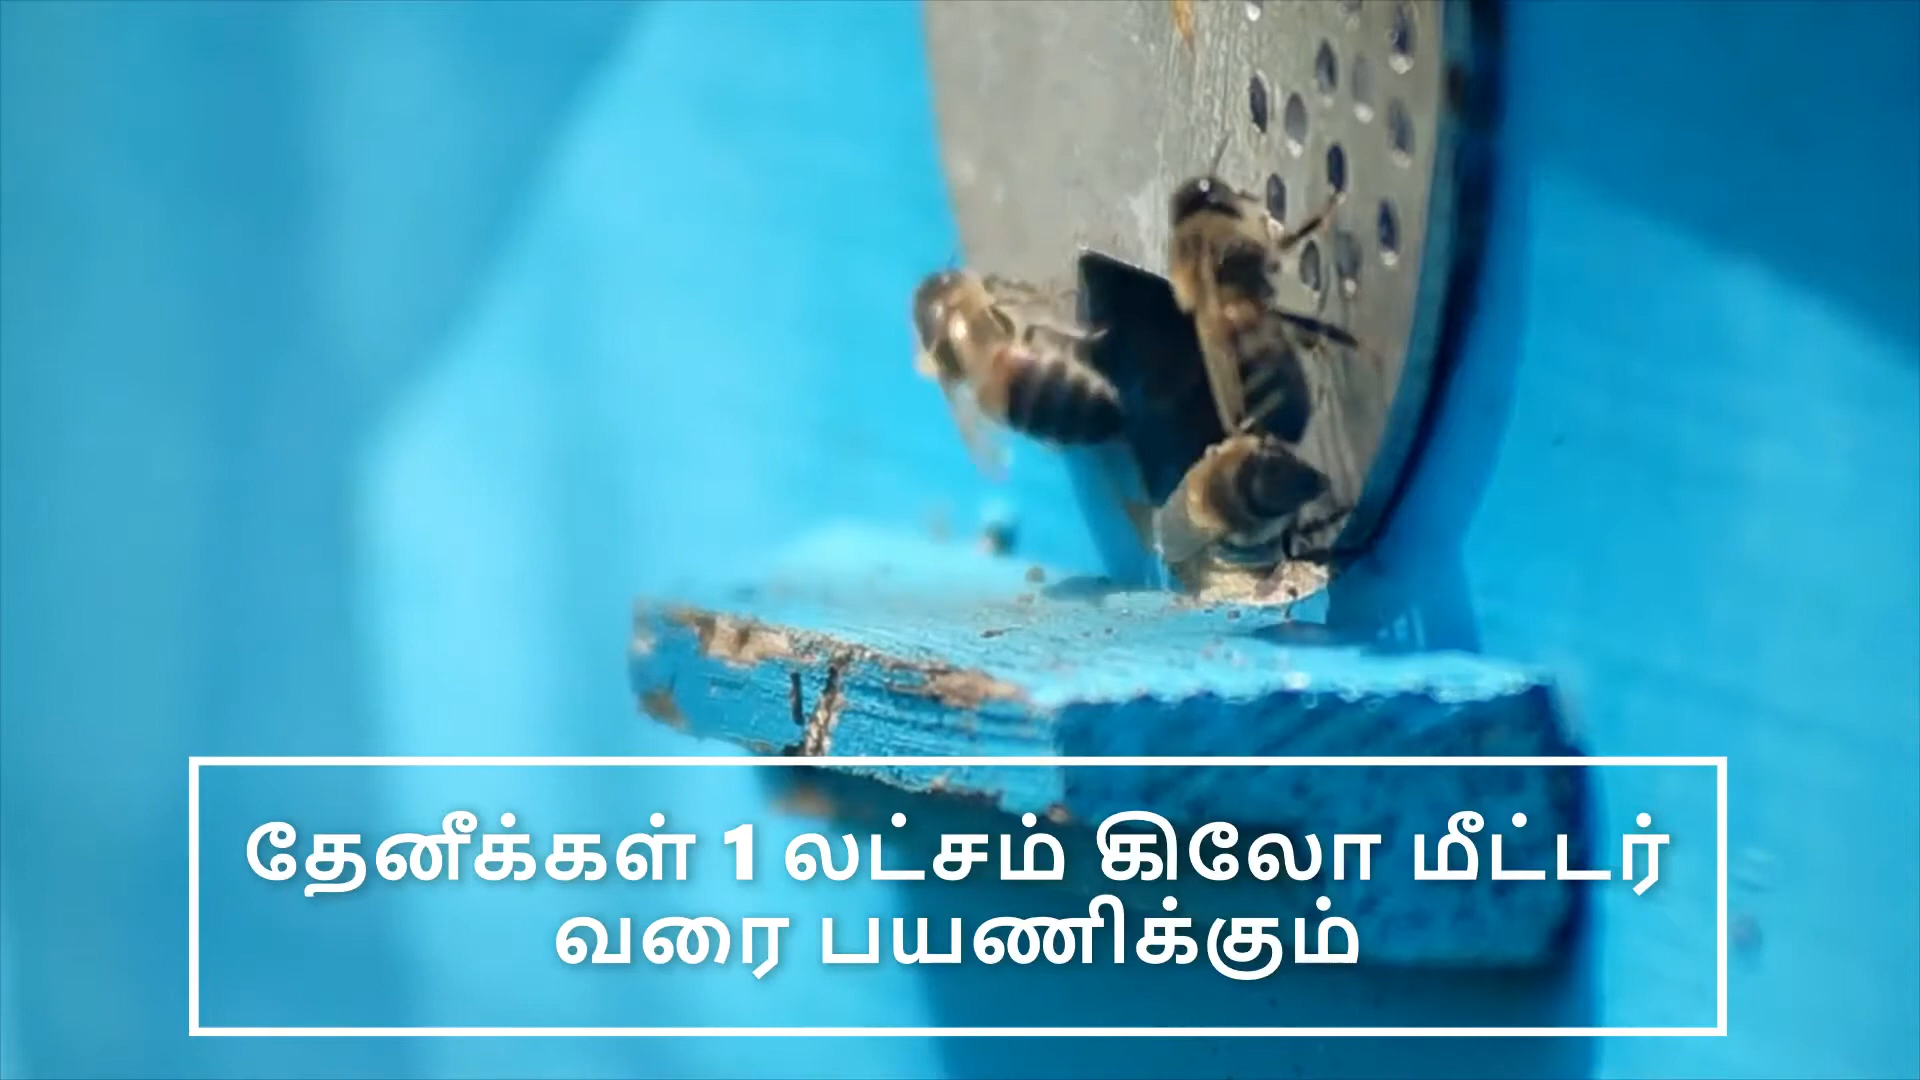 தேனீக்கள் 1 லட்சம் கிலோ மீட்டர்
வரை பயணிக்கும்